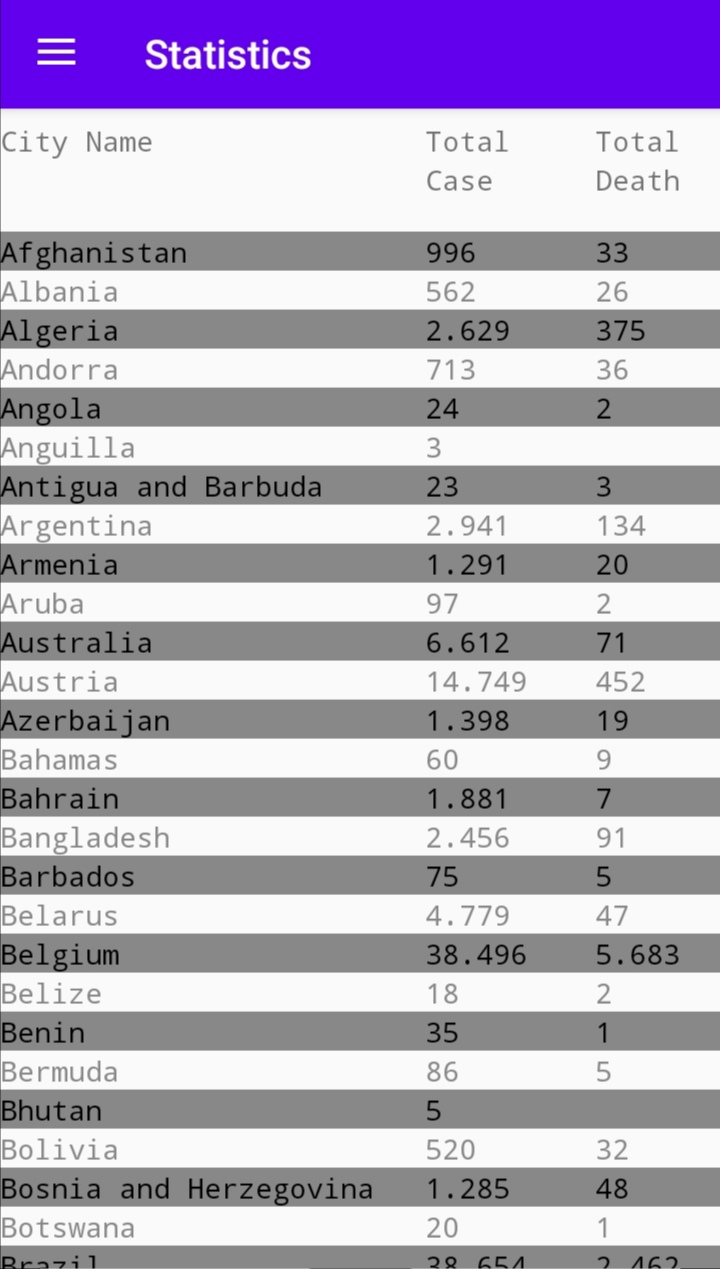 Statistics
City Name Total Total
Case Death
Afghanistan 996 33
Albania 562 26
Algeria 2.629 375
Andorra 713 36
Angola 24 2
Anguilla 3
Antigua and Barbuda 23 3
Argentina 2.941 134
Armenia 1.291 20
Aruba 97 2
Australia 6.612 71
Austria 14.749 452
Azerbaijan 1.398 19
Bahamas 60 9
Bahrain 1.881 7
Bangladesh 2.456 91
Barbados 75 5
Belarus 4.779 47
Belgium 38.496 5.683
Belize 18 2
Benin 35 1
Bermuda 86 5
Bhutan 5
Bolivia 520 32
Bosnia and Herzegovina 1.285 48
Botswana 20 1
Brazil 38.654 2.462